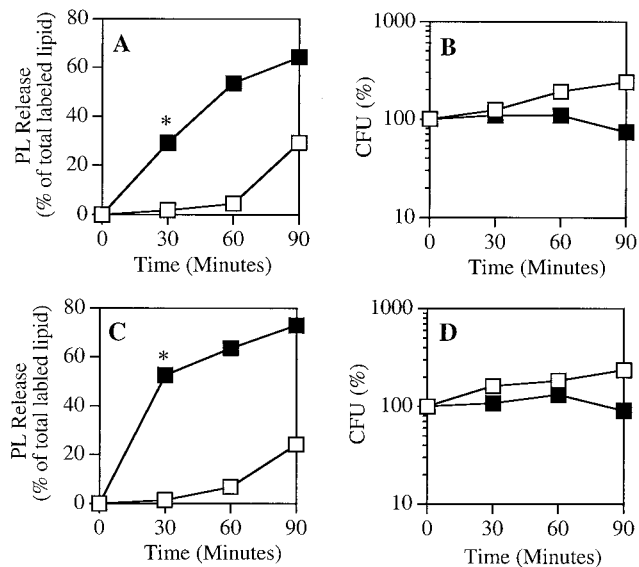 A
PL Release
(% of total labeled lipid)
80
60
40
20
0
*
0 30 60 90
Time (Minutes)
B
CFU (%)
1000
100
10
0 30 60 90
Time (Minutes)
C
PL Release
(% of total labled lipid)
80
60
40
20
0
*
0 30 60 90
Time (Minutes)
D
CFU (%)
1000
100
10
0 30 60 90
Time (Minutes)